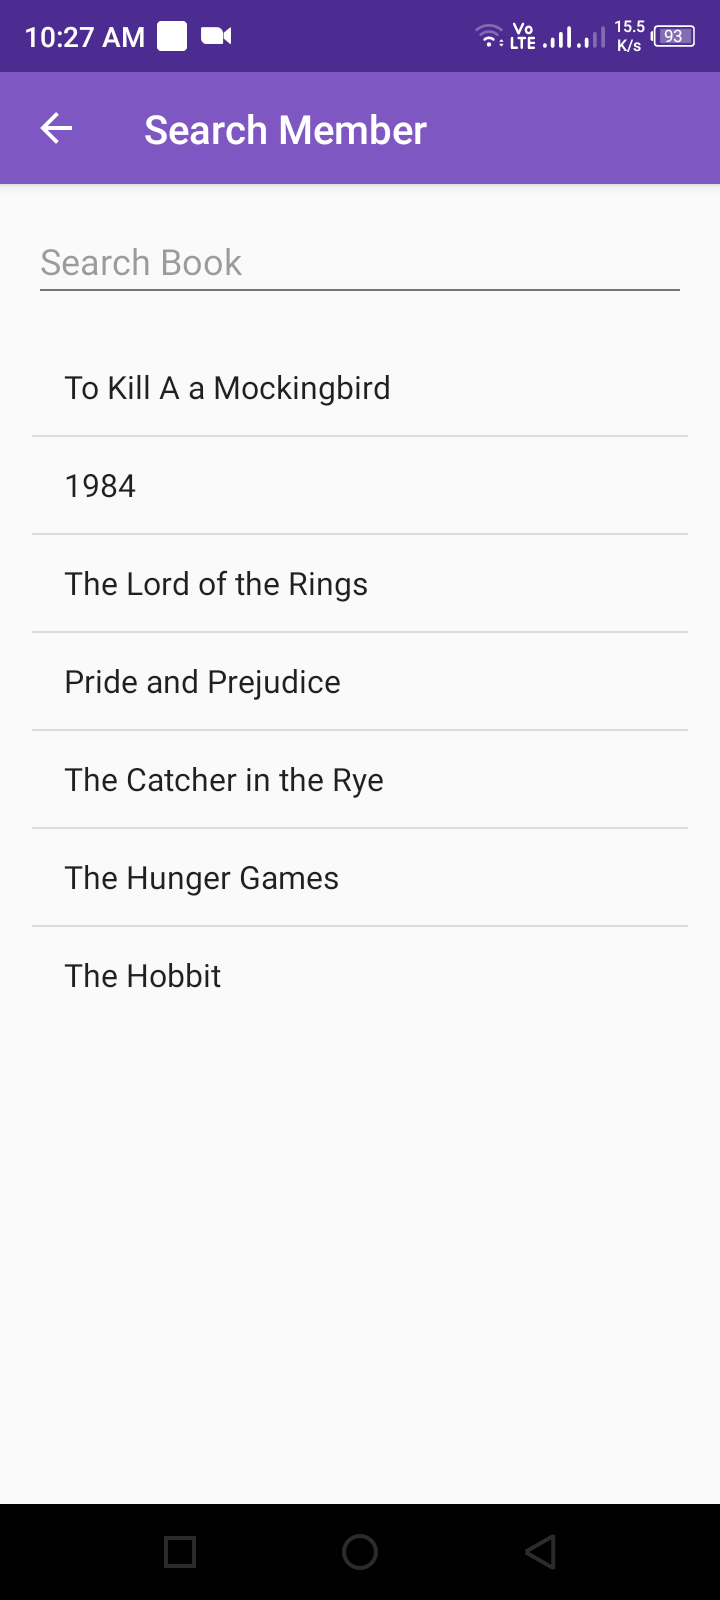 10:27 AM
Vo
LTE
15.5
K/s
93
Search Member
Search Book
To Kill A a Mockingbird
1984
The Lord of the Rings
Pride and Prejudice
The Catcher in the Rye
The Hunger Games
The Hobbit